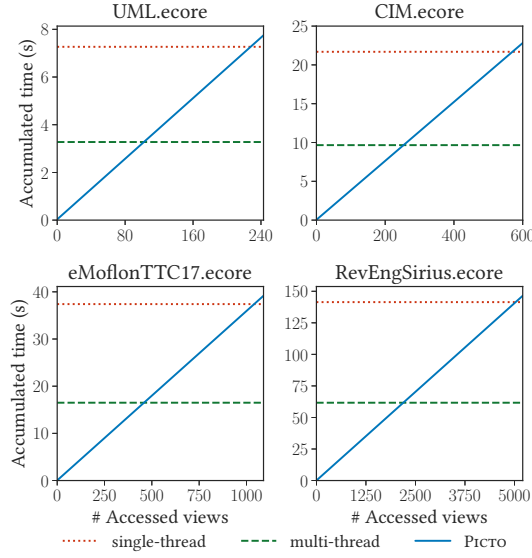 UML.ecore
CIM.ecore
Accumulated time (s)
8
6
4
2
0
0 80 160 240
25
20
15
10
5
0
0 200 400 600
eMoflonTTC17.ecore
RevEngSirius.ecore
Accumulated time (s)
40
30
20
10
0
0 250 500 750 1000
# Accessed views
150
125
100
75
50
25
0
0 1250 2500 3750 5000
# Accessed views
single-thread multi-thread PICTO